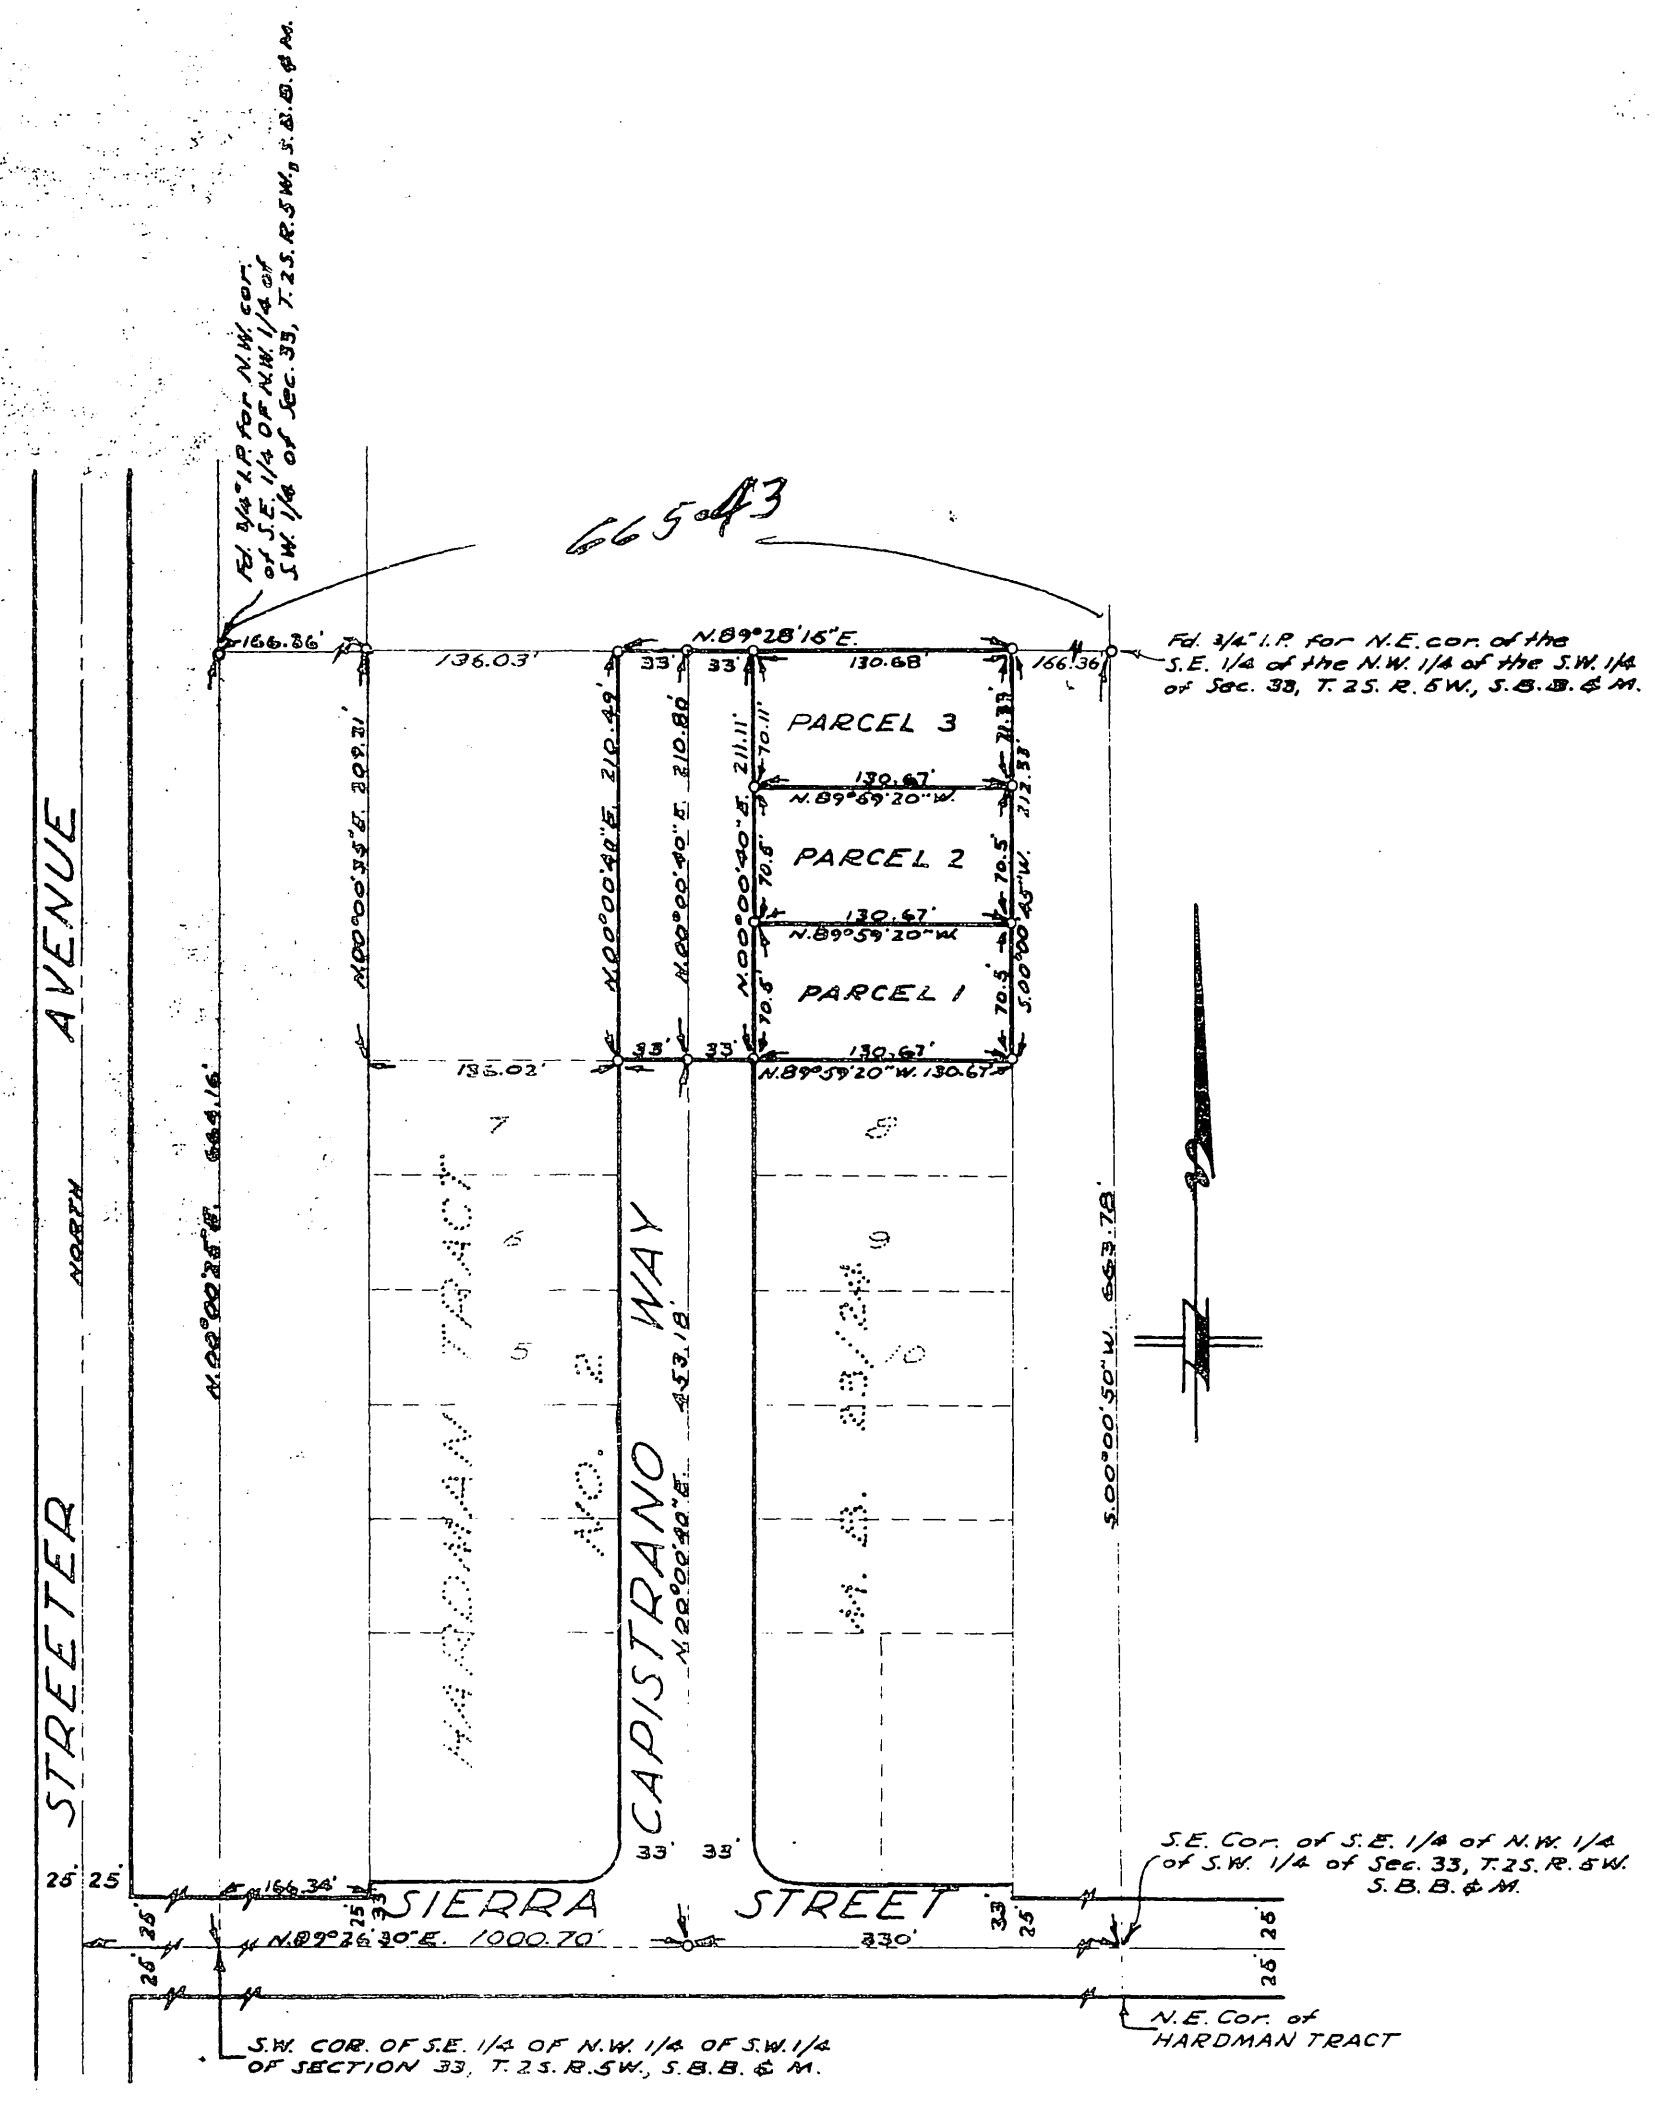 Fd. 3/4" I.P. for N.W. cor.
of S.E. 1/4 OF N.W. 1/4 of
S.W. 1/4 of Sec. 33, T.2S. R.5W., S.B.B. & M.
665.43
166.36'
136.03'
N.89°28'15"E.
33'
33'
130.68'
166.36'
Fd. 3/4" I.P. for N.E. cor. of the
S.E. 1/4 of the N.W. 1/4 of the S.W. 1/4
of Sec. 33, T. 2S. R. 5W., S.B.B. & M.
N.00°00'35"E. 209.21'
N.00°00'40"E. 210.49'
N.00°00'40"E. 210.80'
N.00°00'40"E. 211.11'
70.11'
PARCEL 3
71.33'
130.67'
N.89°59'20"W.
70.5'
PARCEL 2
70.5'
130.67'
N.89°59'20"W.
70.5'
PARCEL 1
70.5'
S.00°00'45"W. 212.33'
136.02'
33'
33'
130.67'
N.89°59'20"W. 130.67'
STREETER AVENUE
NORTH
N.00°00'25"E. 664.16'
7
6
5
HARDMAN TRACT
NO. 2
CAPISTRANO WAY
N.00°00'40"E. 453.18'
8
9
10
M. B. 23/24
S.00°00'50"W. 663.78'
33' 33'
25' 25'
166.34'
25'
33'
SIERRA STREET
33'
25'
25'
25'
N.89°26'30"E. 1000.70'
330'
25'
25'
S.E. Cor. of S.E. 1/4 of N.W. 1/4
of S.W. 1/4 of Sec. 33, T.2S. R. 5W.
S.B.B. & M.
N.E. Cor. of
HARDMAN TRACT
S.W. COR. OF S.E. 1/4 OF N.W. 1/4 OF S.W. 1/4
OF SECTION 33, T. 2S. R. 5W., S.B.B. & M.